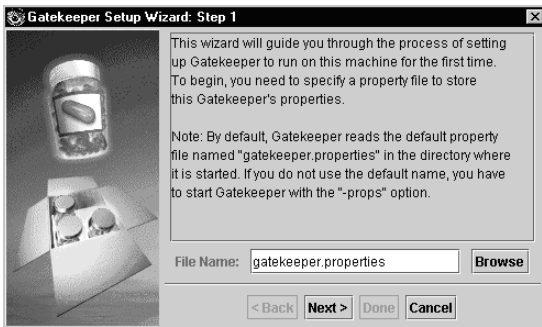 Gatekeeper Setup Wizard: Step 1
This wizard will guide you through the process of setting
up Gatekeeper to run on this machine for the first time.
To begin, you need to specify a property file to store
this Gatekeeper's properties.
Note: By default, Gatekeeper reads the default property
file named "gatekeeper.properties" in the directory where
it is started. If you do not use the default name, you have
to start Gatekeeper with the "-props" option.
File Name: gatekeeper.properties Browse
< Back Next > Done Cancel